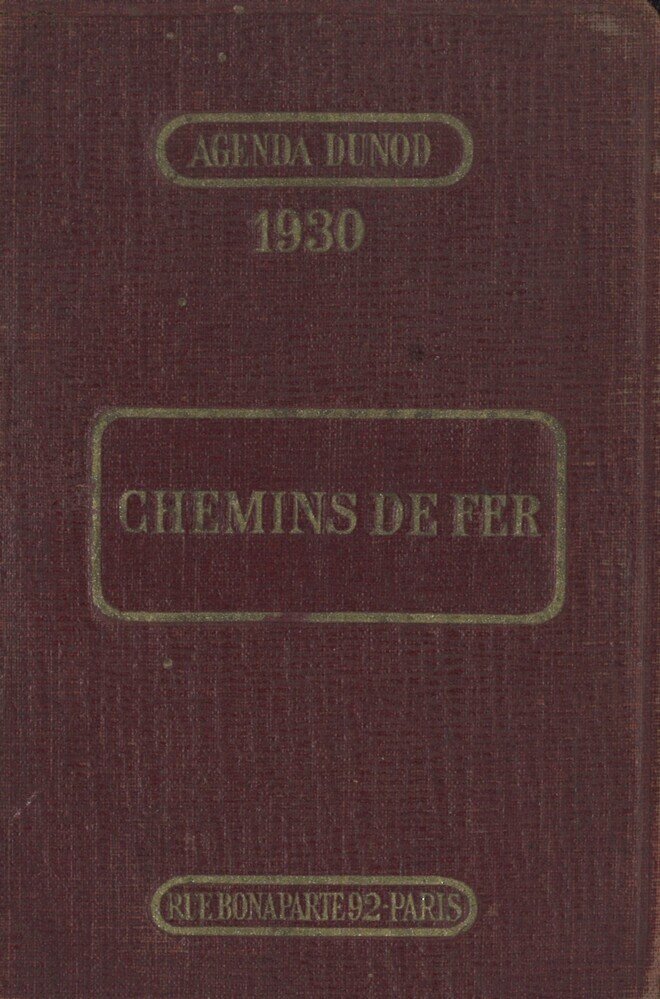 AGENDA DUNOD
1930
CHEMINS DE FER
RUE BONAPARTE 92-PARIS